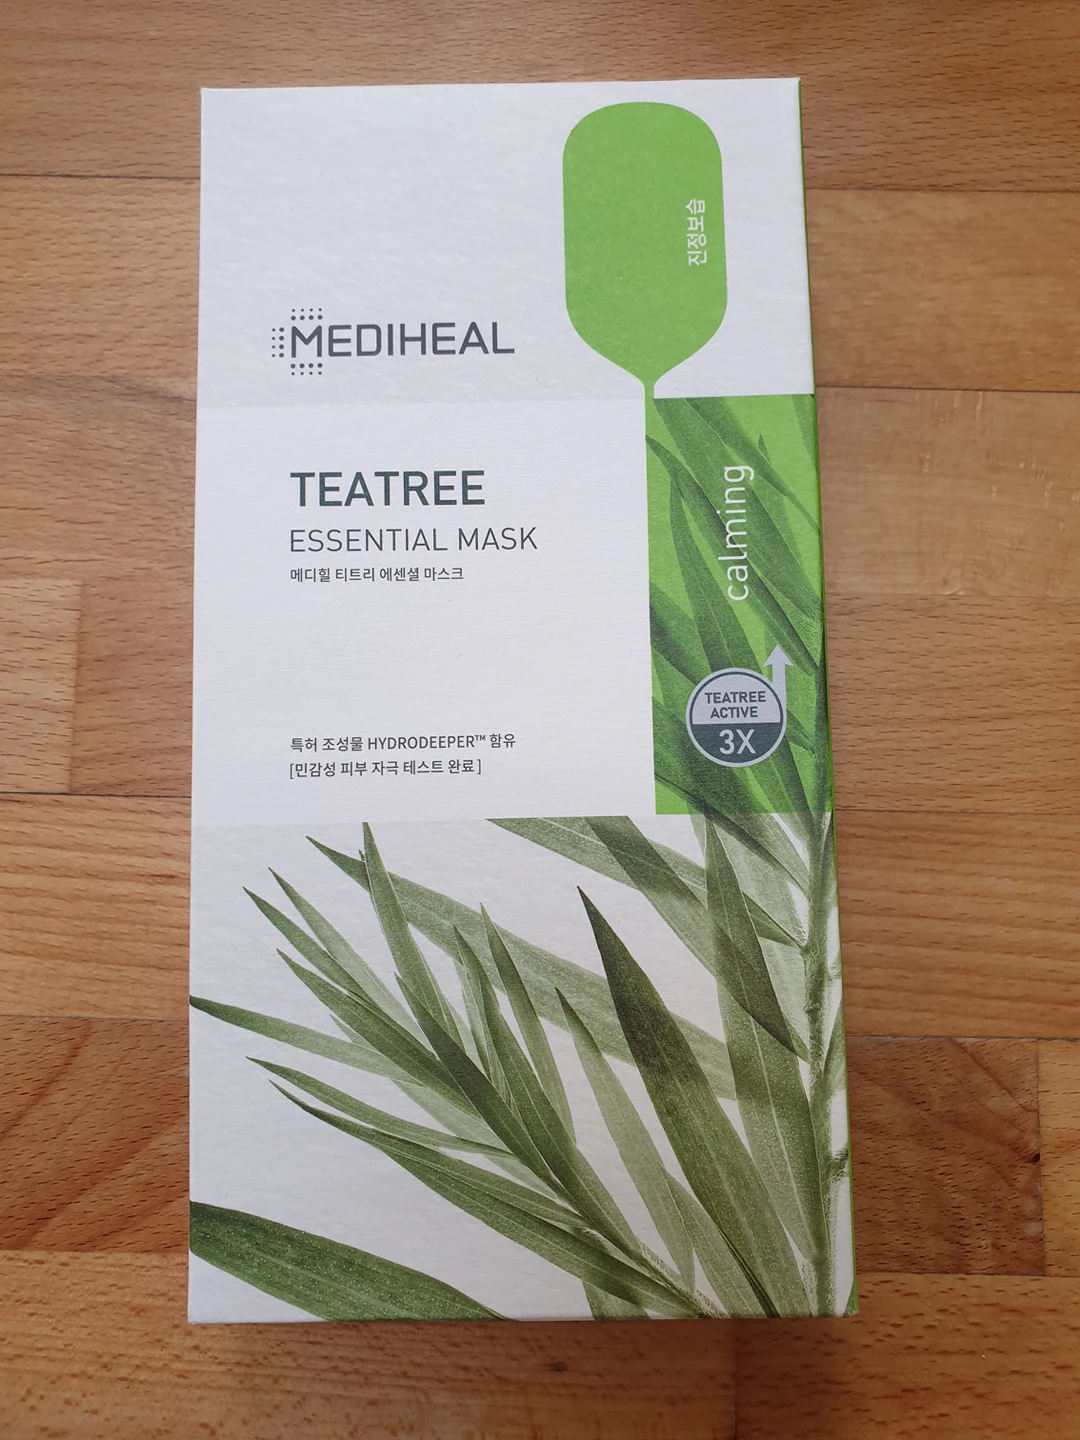 진정보습
MEDIHEAL
TEATREE
ESSENTIAL MASK
메디힐 티트리 에센셜 마스크
calming
TEATREE
ACTIVE
3X
특허 조성물 HYDRODEEPER™ 함유
[민감성 피부 자극 테스트 완료]